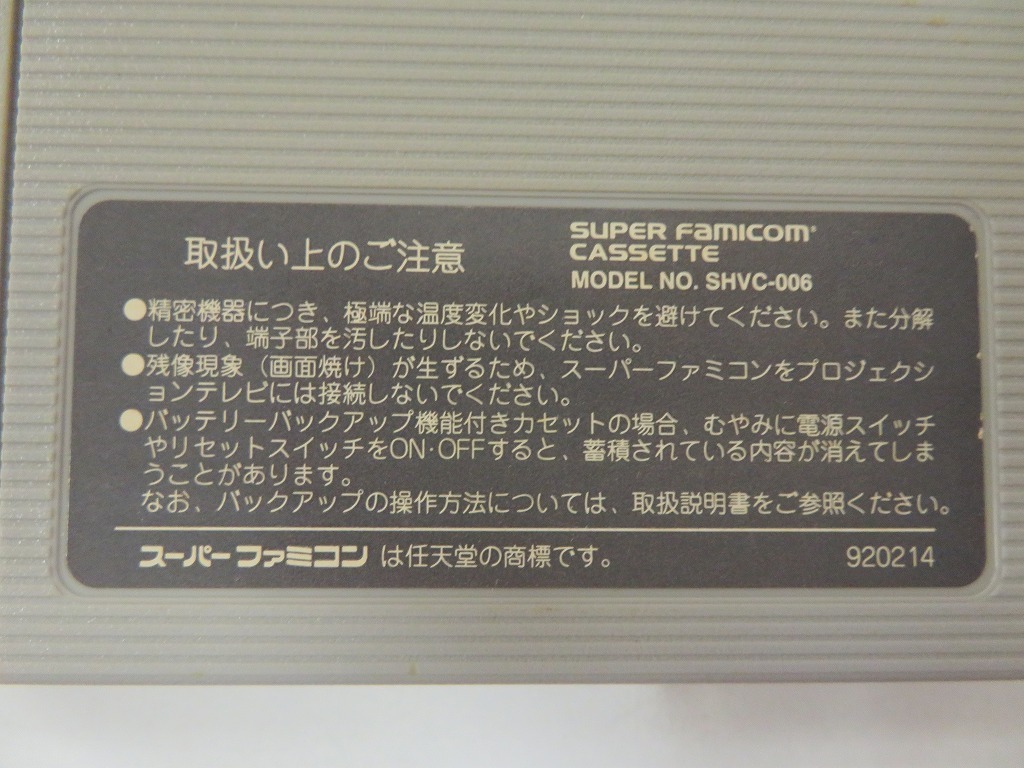 取扱い上のご注意
SUPER FAMICOM®
CASSETTE
MODEL NO. SHVC-006
●精密機器につき、極端な温度変化やショックを避けてください。また分解
したり、端子部を汚したりしないでください。
●残像現象（画面焼け）が生ずるため、スーパーファミコンをプロジェクシ
ョンテレビには接続しないでください。
●バッテリーバックアップ機能付きカセットの場合、むやみに電源スイッチ
やリセットスイッチをON·OFFすると、蓄積されている内容が消えてしま
うことがあります。
なお、バックアップの操作方法については、取扱説明書をご参照ください。
スーパーファミコン は任天堂の商標です。
920214